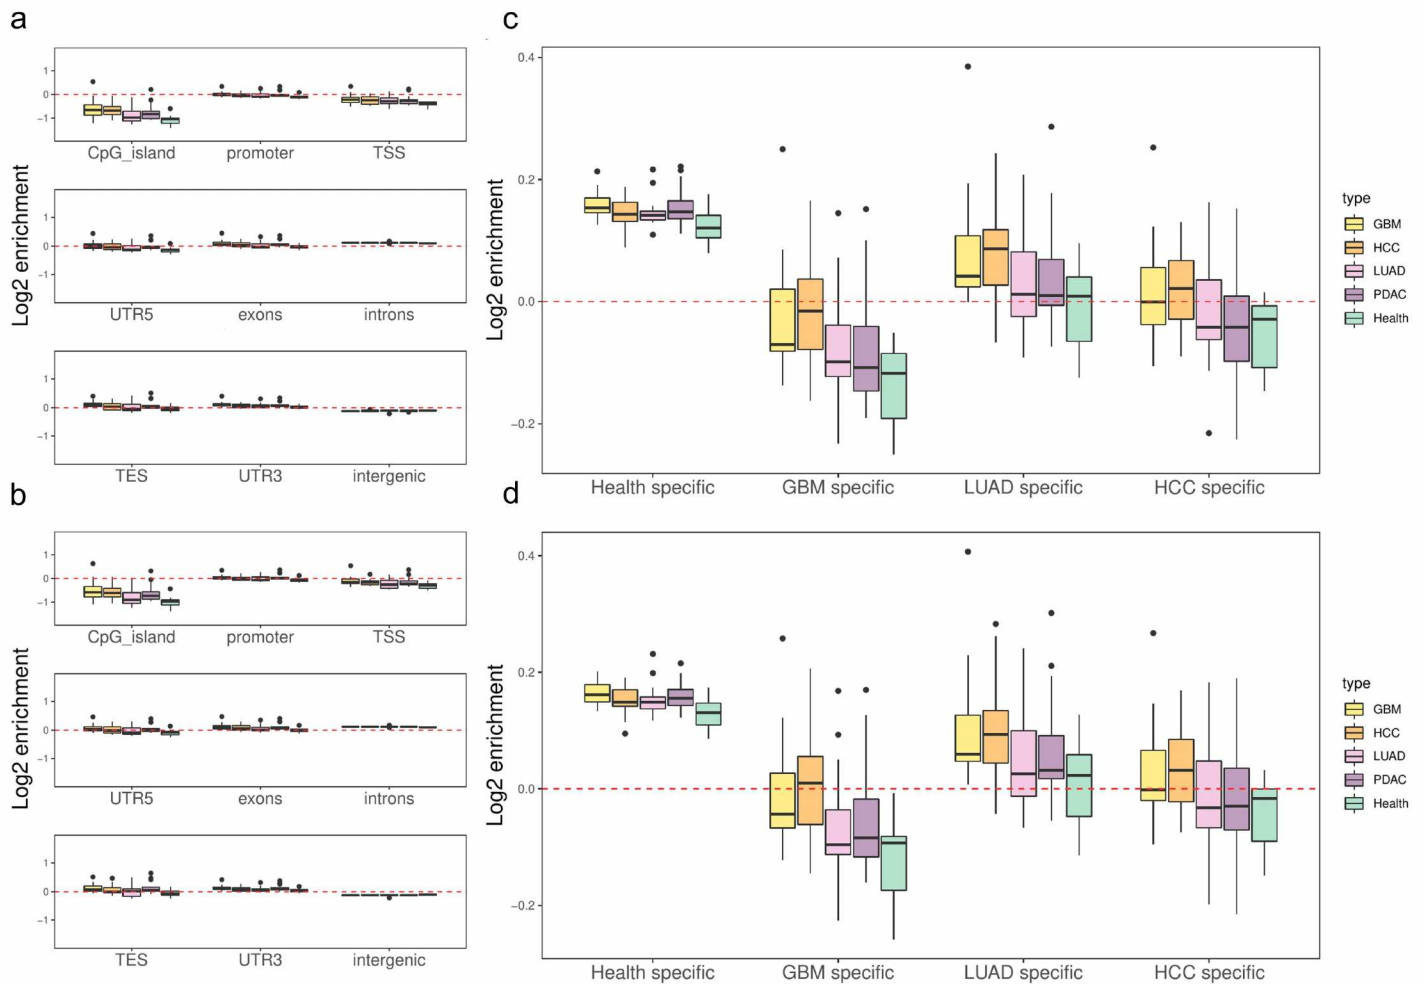 a
Log2 enrichment
1
0
−1
CpG_island promoter TSS
1
0
−1
UTR5 exons introns
1
0
−1
TES UTR3 intergenic
b
Log2 enrichment
1
0
−1
CpG_island promoter TSS
1
0
−1
UTR5 exons introns
1
0
−1
TES UTR3 intergenic
c
Log2 enrichment
0.4
0.2
0.0
−0.2
Health specific GBM specific LUAD specific HCC specific
type
GBM
HCC
LUAD
PDAC
Health
d
Log2 enrichment
0.4
0.2
0.0
−0.2
Health specific GBM specific LUAD specific HCC specific
type
GBM
HCC
LUAD
PDAC
Health